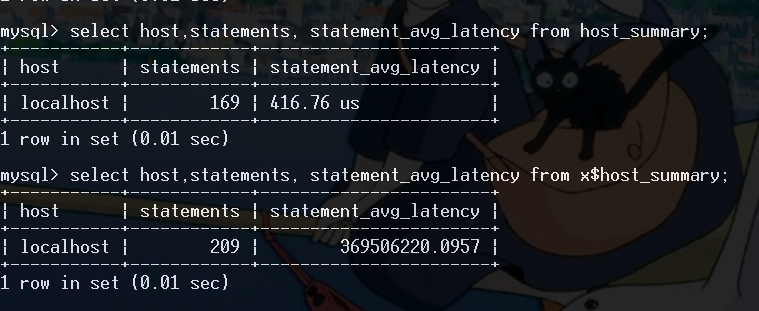 mysql> select host,statements, statement_avg_latency from host_summary;
+-----------+------------+-----------------------+
| host      | statements | statement_avg_latency |
+-----------+------------+-----------------------+
| localhost |        169 | 416.76 us             |
+-----------+------------+-----------------------+
1 row in set (0.01 sec)
mysql> select host,statements, statement_avg_latency from x$host_summary;
+-----------+------------+-----------------------+
| host      | statements | statement_avg_latency |
+-----------+------------+-----------------------+
| localhost |        209 |        369506220.0957 |
+-----------+------------+-----------------------+
1 row in set (0.01 sec)